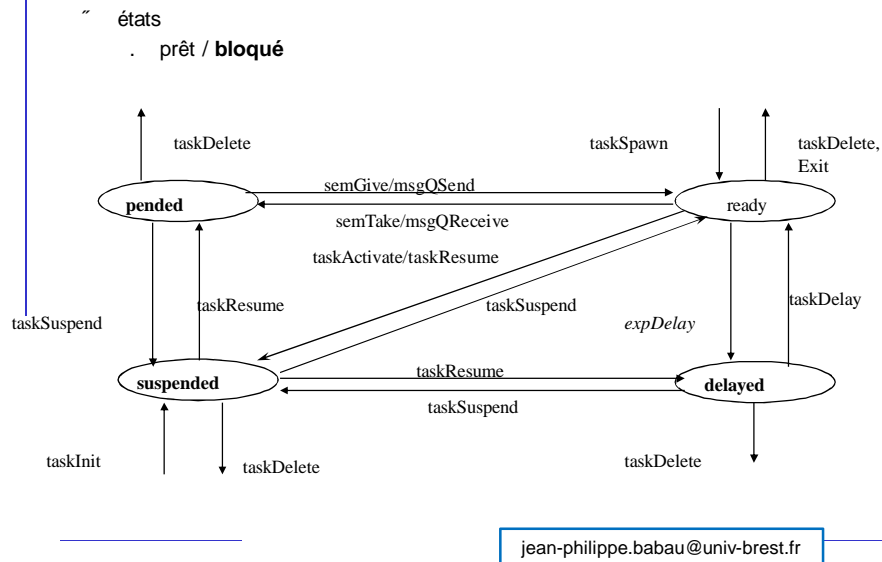 ˝ états
. prêt / bloqué
taskDelete
taskSpawn
taskDelete,
Exit
semGive/msgQSend
pended
ready
semTake/msgQReceive
taskActivate/taskResume
taskResume
taskSuspend
taskDelay
taskSuspend
expDelay
taskResume
suspended
delayed
taskSuspend
taskInit
taskDelete
taskDelete
jean-philippe.babau@univ-brest.fr